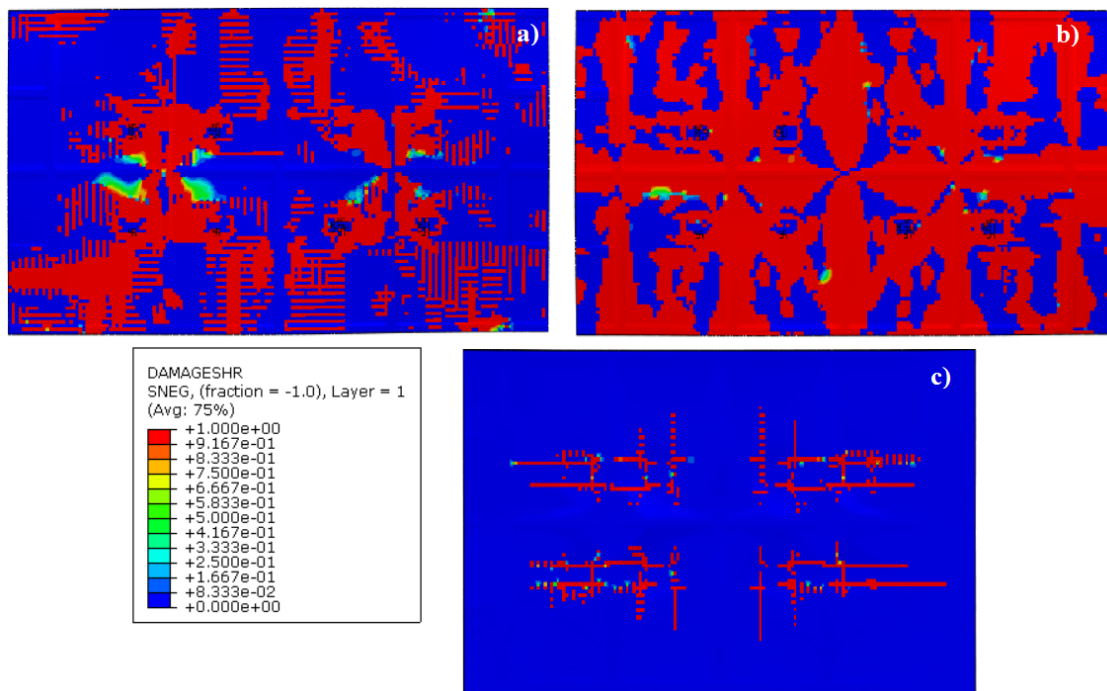 a)
b)
DAMAGESHR
SNEG, (fraction = -1.0), Layer = 1
(Avg: 75%)
+1.000e+00
+9.167e-01
+8.333e-01
+7.500e-01
+6.667e-01
+5.833e-01
+5.000e-01
+4.167e-01
+3.333e-01
+2.500e-01
+1.667e-01
+8.333e-02
+0.000e+00
c)